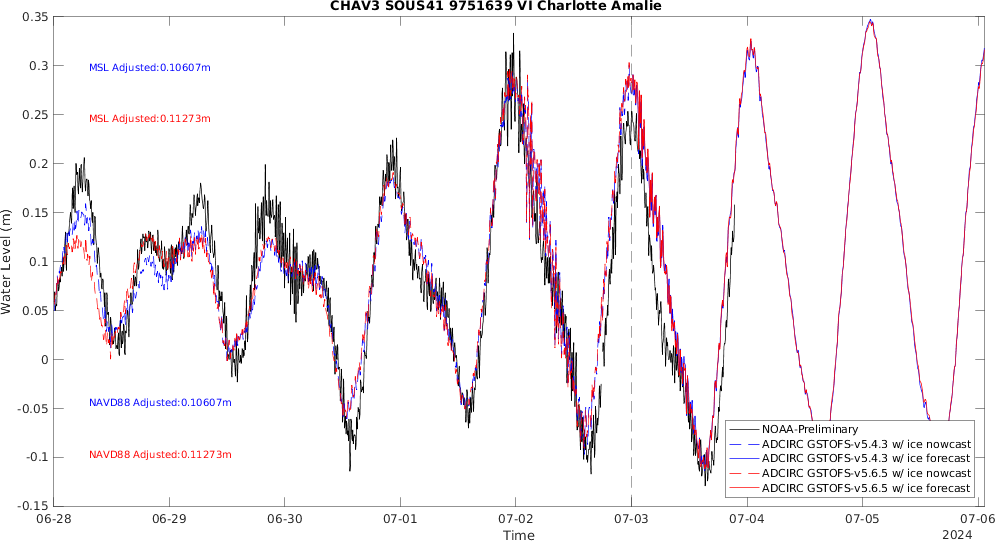 CHAV3 SOUS41 9751639 VI Charlotte Amalie
0.35
0.3
0.25
0.2
0.15
0.1
0.05
0
-0.05
-0.1
-0.15
Water Level (m)
MSL Adjusted:0.10607m
MSL Adjusted:0.11273m
NAVD88 Adjusted:0.10607m
NAVD88 Adjusted:0.11273m
NOAA-Preliminary
ADCIRC GSTOFS-v5.4.3 w/ ice nowcast
ADCIRC GSTOFS-v5.4.3 w/ ice forecast
ADCIRC GSTOFS-v5.6.5 w/ ice nowcast
ADCIRC GSTOFS-v5.6.5 w/ ice forecast
06-28 06-29 06-30 07-01 07-02 07-03 07-04 07-05 07-06
Time
2024